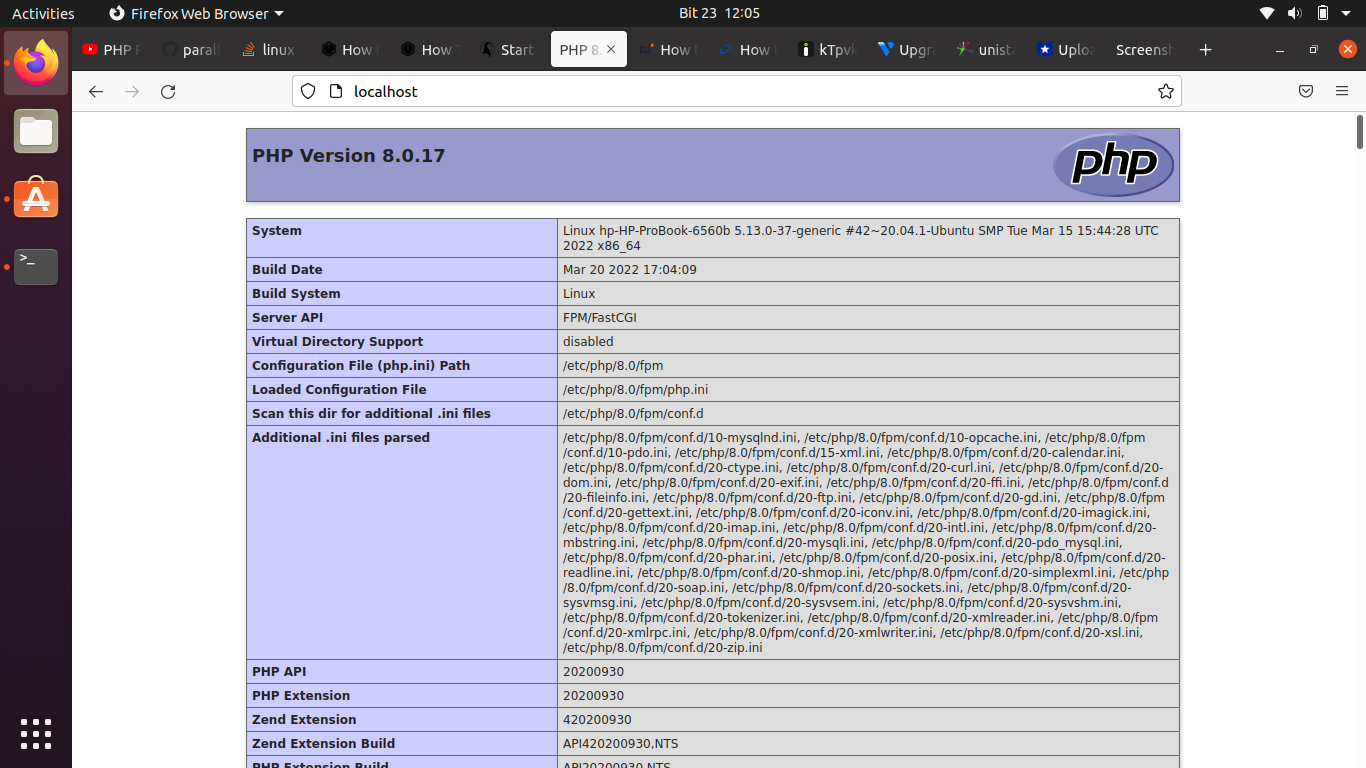 Activities Firefox Web Browser Bit 23 12:05
PHP parall linux How How Start PHP 8. How How kTpvk Upgr unista Uploa Screensh
localhost
PHP Version 8.0.17
php
System Linux hp-HP-ProBook-6560b 5.13.0-37-generic #42~20.04.1-Ubuntu SMP Tue Mar 15 15:44:28 UTC
2022 x86_64
Build Date Mar 20 2022 17:04:09
Build System Linux
Server API FPM/FastCGI
Virtual Directory Support disabled
Configuration File (php.ini) Path /etc/php/8.0/fpm
Loaded Configuration File /etc/php/8.0/fpm/php.ini
Scan this dir for additional .ini files /etc/php/8.0/fpm/conf.d
Additional .ini files parsed /etc/php/8.0/fpm/conf.d/10-mysqlnd.ini, /etc/php/8.0/fpm/conf.d/10-opcache.ini, /etc/php/8.0/fpm
/conf.d/10-pdo.ini, /etc/php/8.0/fpm/conf.d/15-xml.ini, /etc/php/8.0/fpm/conf.d/20-calendar.ini,
/etc/php/8.0/fpm/conf.d/20-ctype.ini, /etc/php/8.0/fpm/conf.d/20-curl.ini, /etc/php/8.0/fpm/conf.d/20-
dom.ini, /etc/php/8.0/fpm/conf.d/20-exif.ini, /etc/php/8.0/fpm/conf.d/20-ffi.ini, /etc/php/8.0/fpm/conf.d
/20-fileinfo.ini, /etc/php/8.0/fpm/conf.d/20-ftp.ini, /etc/php/8.0/fpm/conf.d/20-gd.ini, /etc/php/8.0/fpm
/conf.d/20-gettext.ini, /etc/php/8.0/fpm/conf.d/20-iconv.ini, /etc/php/8.0/fpm/conf.d/20-imagick.ini,
/etc/php/8.0/fpm/conf.d/20-imap.ini, /etc/php/8.0/fpm/conf.d/20-intl.ini, /etc/php/8.0/fpm/conf.d/20-
mbstring.ini, /etc/php/8.0/fpm/conf.d/20-mysqli.ini, /etc/php/8.0/fpm/conf.d/20-pdo_mysql.ini,
/etc/php/8.0/fpm/conf.d/20-phar.ini, /etc/php/8.0/fpm/conf.d/20-posix.ini, /etc/php/8.0/fpm/conf.d/20-
readline.ini, /etc/php/8.0/fpm/conf.d/20-shmop.ini, /etc/php/8.0/fpm/conf.d/20-simplexml.ini, /etc/php
/8.0/fpm/conf.d/20-soap.ini, /etc/php/8.0/fpm/conf.d/20-sockets.ini, /etc/php/8.0/fpm/conf.d/20-
sysvmsg.ini, /etc/php/8.0/fpm/conf.d/20-sysvsem.ini, /etc/php/8.0/fpm/conf.d/20-sysvshm.ini,
/etc/php/8.0/fpm/conf.d/20-tokenizer.ini, /etc/php/8.0/fpm/conf.d/20-xmlreader.ini, /etc/php/8.0/fpm
/conf.d/20-xmlrpc.ini, /etc/php/8.0/fpm/conf.d/20-xmlwriter.ini, /etc/php/8.0/fpm/conf.d/20-xsl.ini,
/etc/php/8.0/fpm/conf.d/20-zip.ini
PHP API 20200930
PHP Extension 20200930
Zend Extension 420200930
Zend Extension Build API420200930,NTS
PHP Extension Build API20200930,NTS